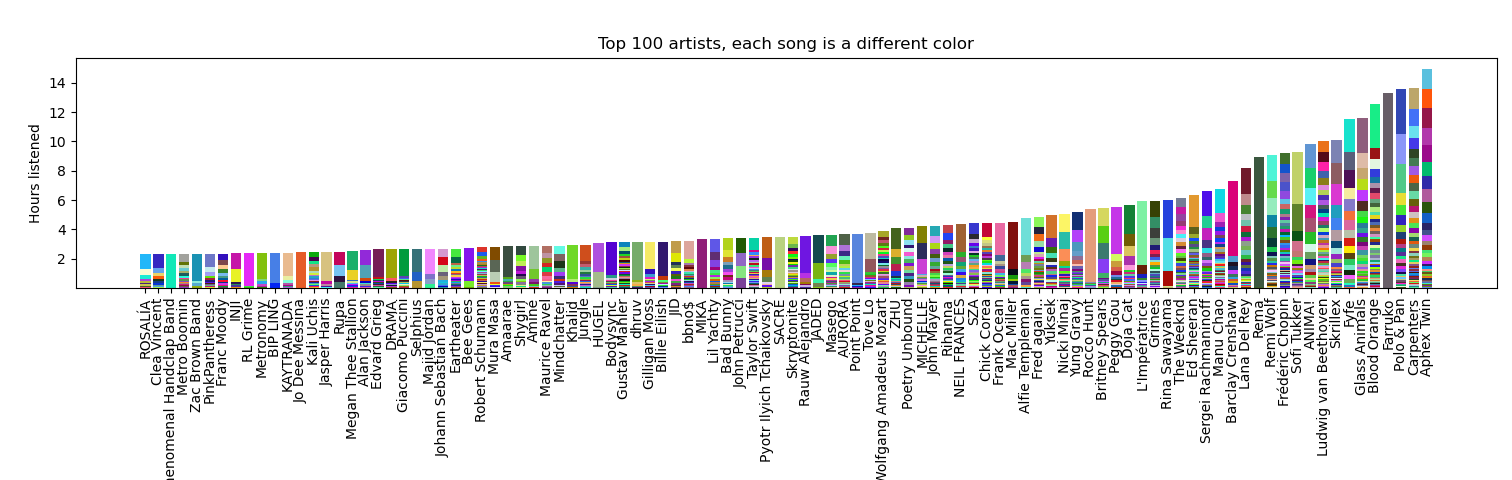 Top 100 artists, each song is a different color
Hours listened
14
12
10
8
6
4
2
ROSALÍA
Clea Vincent
henomenal Handclap Band
Metro Boomin
Zac Brown Band
PinkPantheress
Franc Moody
INJI
RL Grime
Metronomy
BIP LING
KAYTRANADA
Jo Dee Messina
Kali Uchis
Jasper Harris
Rupa
Megan Thee Stallion
Alan Jackson
Edvard Grieg
DRAMA
Giacomo Puccini
Selphius
Majid Jordan
Johann Sebastian Bach
Eartheater
Bee Gees
Robert Schumann
Mura Masa
Amaarae
Shygirl
Ame
Maurice Ravel
Mindchatter
Khalid
Jungle
HUGEL
Bodysync
Gustav Mahler
dhruv
Gilligan Moss
Billie Eilish
JID
bbno$
MIKA
Lil Yachty
Bad Bunny
John Petrucci
Taylor Swift
Pyotr Ilyich Tchaikovsky
SACRE
Skryptonite
Rauw Alejandro
JADED
Masego
AURORA
Point Point
Tove Lo
Wolfgang Amadeus Mozart
ZHU
Poetry Unbound
MICHELLE
John Mayer
Rihanna
NEIL FRANCES
SZA
Chick Corea
Frank Ocean
Mac Miller
Alfie Templeman
Fred again..
Yuksek
Nicki Minaj
Yung Gravy
Rocco Hunt
Britney Spears
Peggy Gou
Doja Cat
L'Impératrice
Grimes
Rina Sawayama
The Weeknd
Ed Sheeran
Sergei Rachmaninoff
Manu Chao
Barclay Crenshaw
Lana Del Rey
Rema
Remi Wolf
Frédéric Chopin
Sofi Tukker
ANIMA!
Ludwig van Beethoven
Skrillex
Fyfe
Glass Animals
Blood Orange
Farruko
Polo & Pan
Carpenters
Aphex Twin